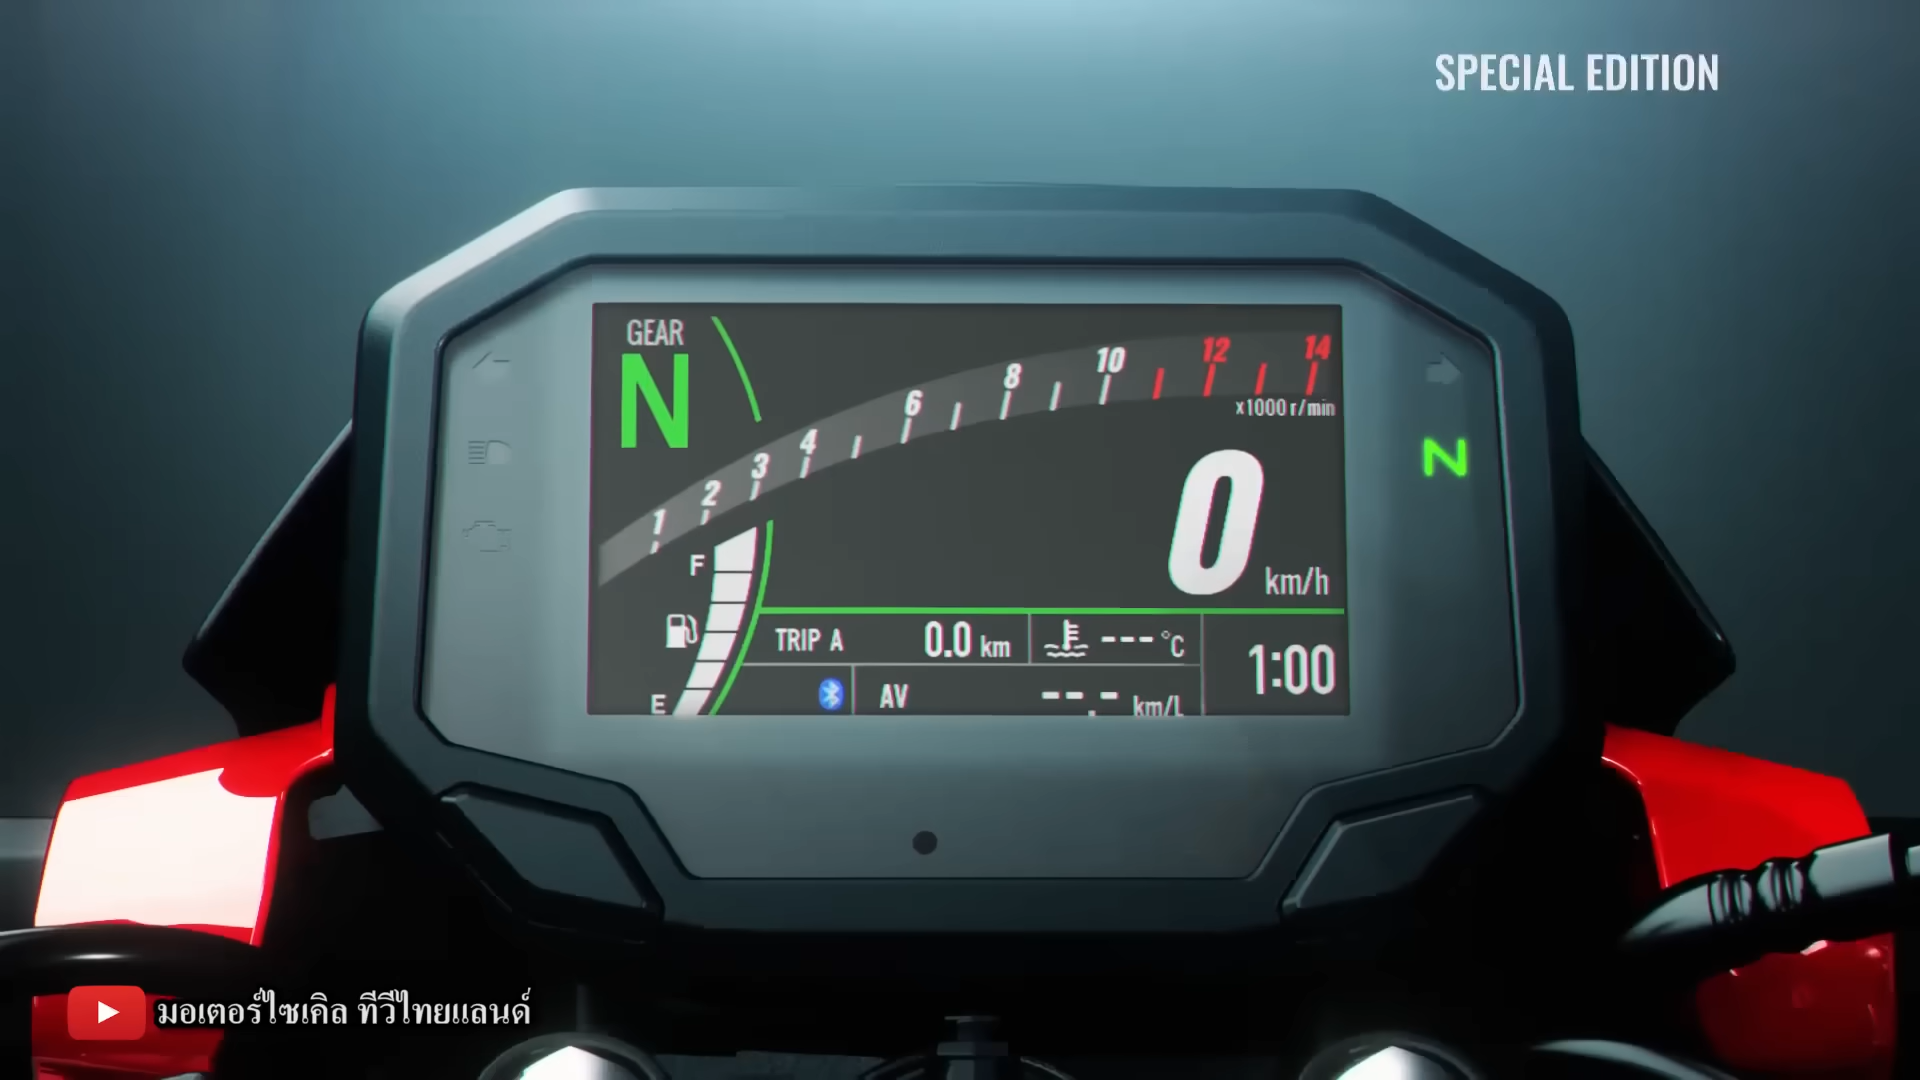 SPECIAL EDITION
GEAR
N
1 2 3 4 6 8 10 12 14
x1000 r/min
N
0 km/h
F
E
TRIP A 0.0 km
---°C
1:00
AV --.- km/L
มอเตอร์ไซเคิล ทีวีไทยแลนด์